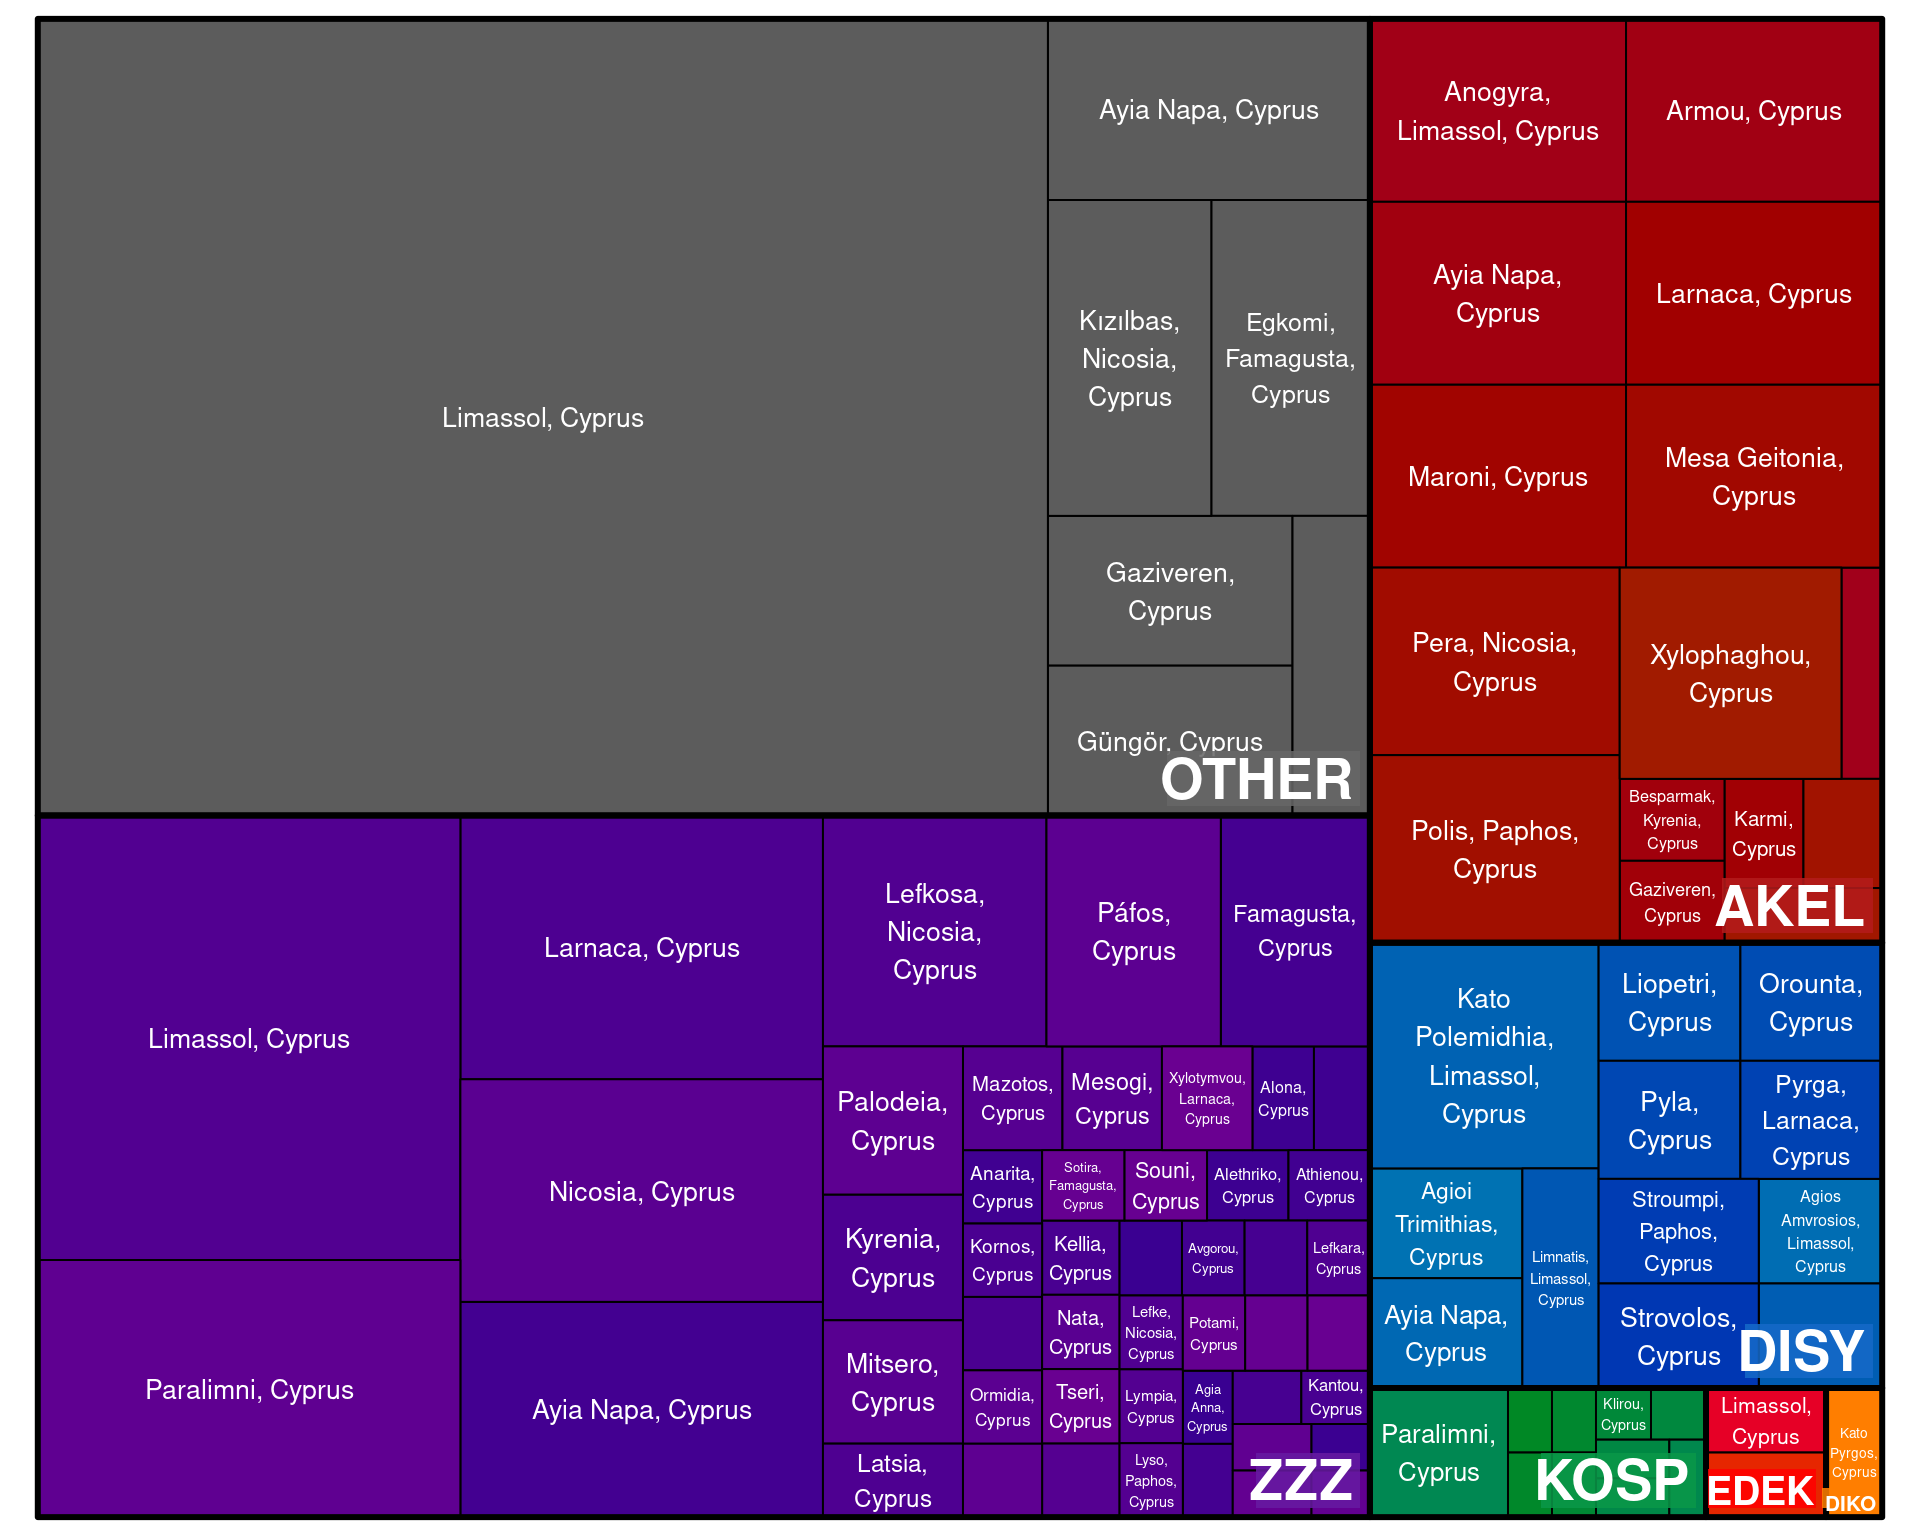 Limassol, Cyprus
Ayia Napa, Cyprus
Kızılbas,
Nicosia,
Cyprus
Egkomi,
Famagusta,
Cyprus
Gaziveren,
Cyprus
Güngör, Cyprus
OTHER
Anogyra,
Limassol, Cyprus
Armou, Cyprus
Ayia Napa,
Cyprus
Larnaca, Cyprus
Maroni, Cyprus
Mesa Geitonia,
Cyprus
Pera, Nicosia,
Cyprus
Xylophaghou,
Cyprus
Polis, Paphos,
Cyprus
Besparmak,
Kyrenia,
Cyprus
Karmi,
Cyprus
Gaziveren,
Cyprus
AKEL
Limassol, Cyprus
Larnaca, Cyprus
Lefkosa,
Nicosia,
Cyprus
Páfos,
Cyprus
Famagusta,
Cyprus
Nicosia, Cyprus
Paralimni, Cyprus
Ayia Napa, Cyprus
Palodeia,
Cyprus
Mazotos,
Cyprus
Mesogi,
Cyprus
Xylotymvou,
Larnaca,
Cyprus
Alona,
Cyprus
Anarita,
Cyprus
Sotira,
Famagusta,
Cyprus
Souni,
Cyprus
Alethriko,
Cyprus
Athienou,
Cyprus
Kyrenia,
Cyprus
Kornos,
Cyprus
Kellia,
Cyprus
Avgorou,
Cyprus
Lefkara,
Cyprus
Nata,
Cyprus
Lefke,
Nicosia,
Cyprus
Potami,
Cyprus
Mitsero,
Cyprus
Ormidia,
Cyprus
Tseri,
Cyprus
Lympia,
Cyprus
Agia
Anna,
Cyprus
Kantou,
Cyprus
Latsia,
Cyprus
Lyso,
Paphos,
Cyprus
ZZZ
Kato
Polemidhia,
Limassol,
Cyprus
Liopetri,
Cyprus
Orounta,
Cyprus
Pyla,
Cyprus
Pyrga,
Larnaca,
Cyprus
Agioi
Trimithias,
Cyprus
Limnatis,
Limassol,
Cyprus
Stroumpi,
Paphos,
Cyprus
Agios
Amvrosios,
Limassol,
Cyprus
Ayia Napa,
Cyprus
Strovolos,
Cyprus
DISY
Paralimni,
Cyprus
Klirou,
Cyprus
KOSP
Limassol,
Cyprus
EDEK
Kato
Pyrgos,
Cyprus
DIKO